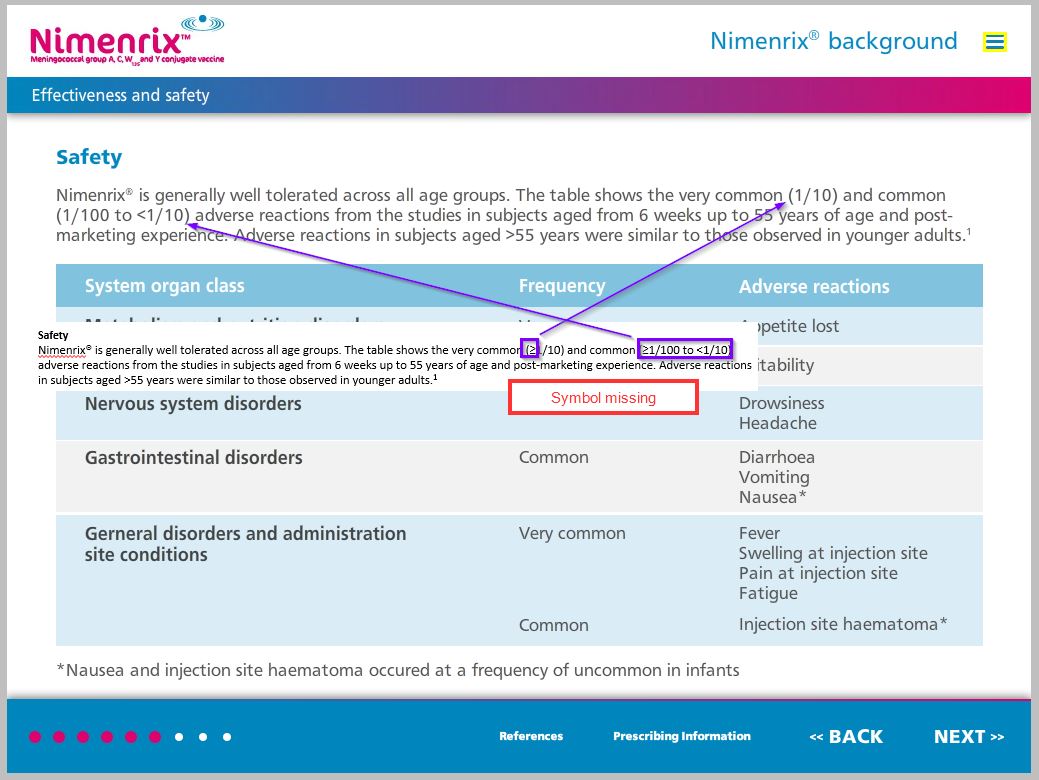 Nimenrix™
Meningococcal group A, C, W135 and Y conjugate vaccine
Nimenrix® background
Effectiveness and safety
Safety
Nimenrix® is generally well tolerated across all age groups. The table shows the very common (1/10) and common
(1/100 to <1/10) adverse reactions from the studies in subjects aged from 6 weeks up to 55 years of age and post-
marketing experience. Adverse reactions in subjects aged >55 years were similar to those observed in younger adults.¹
System organ class Frequency Adverse reactions
Appetite lost
Safety
Nimenrix® is generally well tolerated across all age groups. The table shows the very common (≥1/10) and common (≥1/100 to <1/10)
adverse reactions from the studies in subjects aged from 6 weeks up to 55 years of age and post-marketing experience. Adverse reactions
in subjects aged >55 years were similar to those observed in younger adults.¹
Symbol missing
Nervous system disorders Drowsiness
Headache
Gastrointestinal disorders Common Diarrhoea
Vomiting
Nausea*
Gerneral disorders and administration Very common Fever
site conditions Swelling at injection site
Pain at injection site
Fatigue
Common Injection site haematoma*
*Nausea and injection site haematoma occured at a frequency of uncommon in infants
References Prescribing Information << BACK NEXT >>